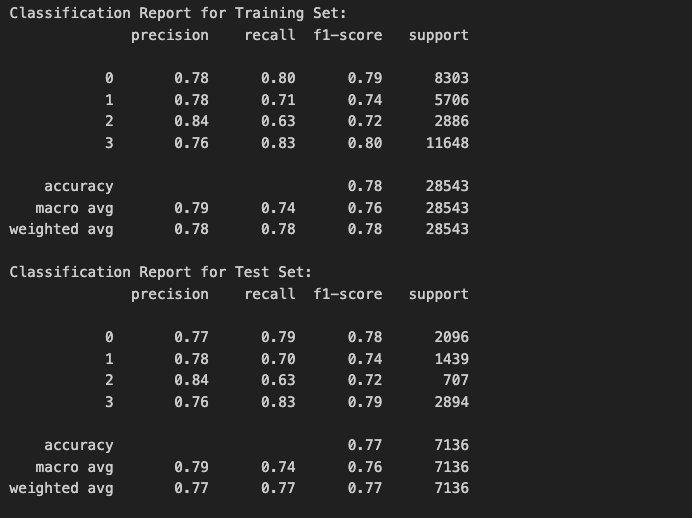 Classification Report for Training Set:
precision recall f1-score support
0 0.78 0.80 0.79 8303
1 0.78 0.71 0.74 5706
2 0.84 0.63 0.72 2886
3 0.76 0.83 0.80 11648
accuracy 0.78 28543
macro avg 0.79 0.74 0.76 28543
weighted avg 0.78 0.78 0.78 28543
Classification Report for Test Set:
precision recall f1-score support
0 0.77 0.79 0.78 2096
1 0.78 0.70 0.74 1439
2 0.84 0.63 0.72 707
3 0.76 0.83 0.79 2894
accuracy 0.77 7136
macro avg 0.79 0.74 0.76 7136
weighted avg 0.77 0.77 0.77 7136